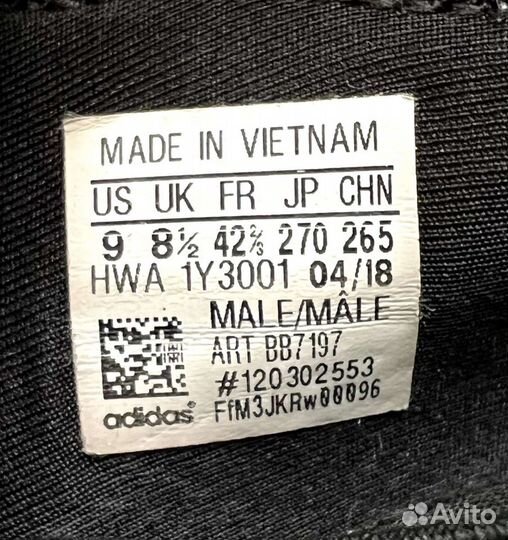 MADE IN VIETNAM
US UK FR JP CHN
9 8½ 42⅔ 270 265
HWA 1Y3001 04/18
MALE/MÂLE
ART BB7197
#120302553
adidas FfM3JKRw00096
Avito